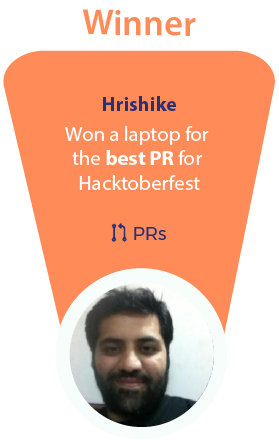 Winner
Hrishike
Won a laptop for
the best PR for
Hacktoberfest
PRs